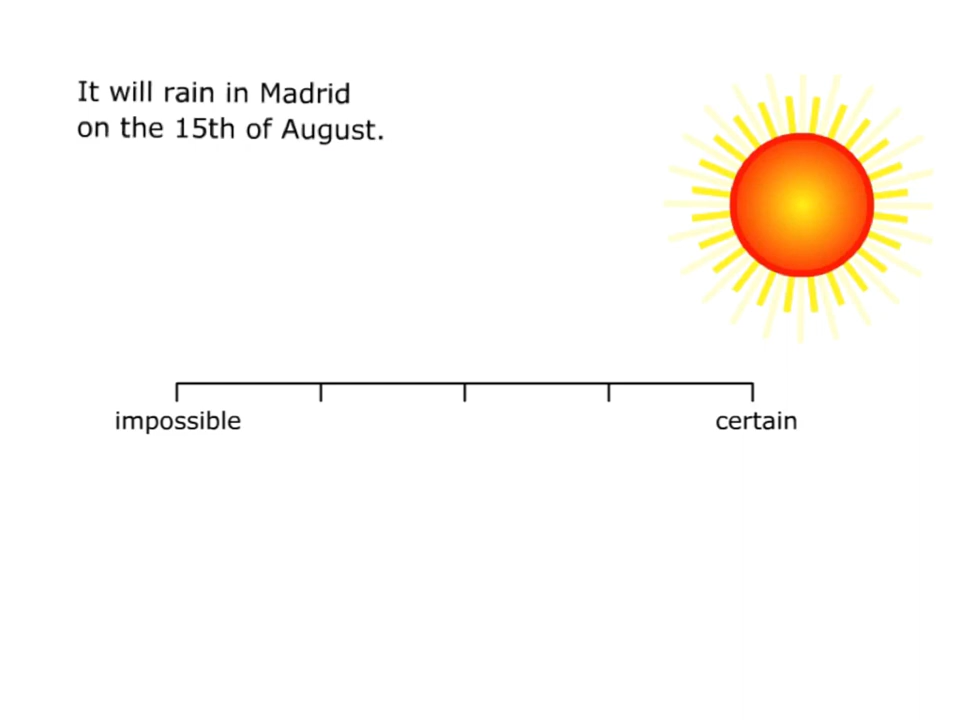 It will rain in Madrid
on the 15th of August.
impossible
certain